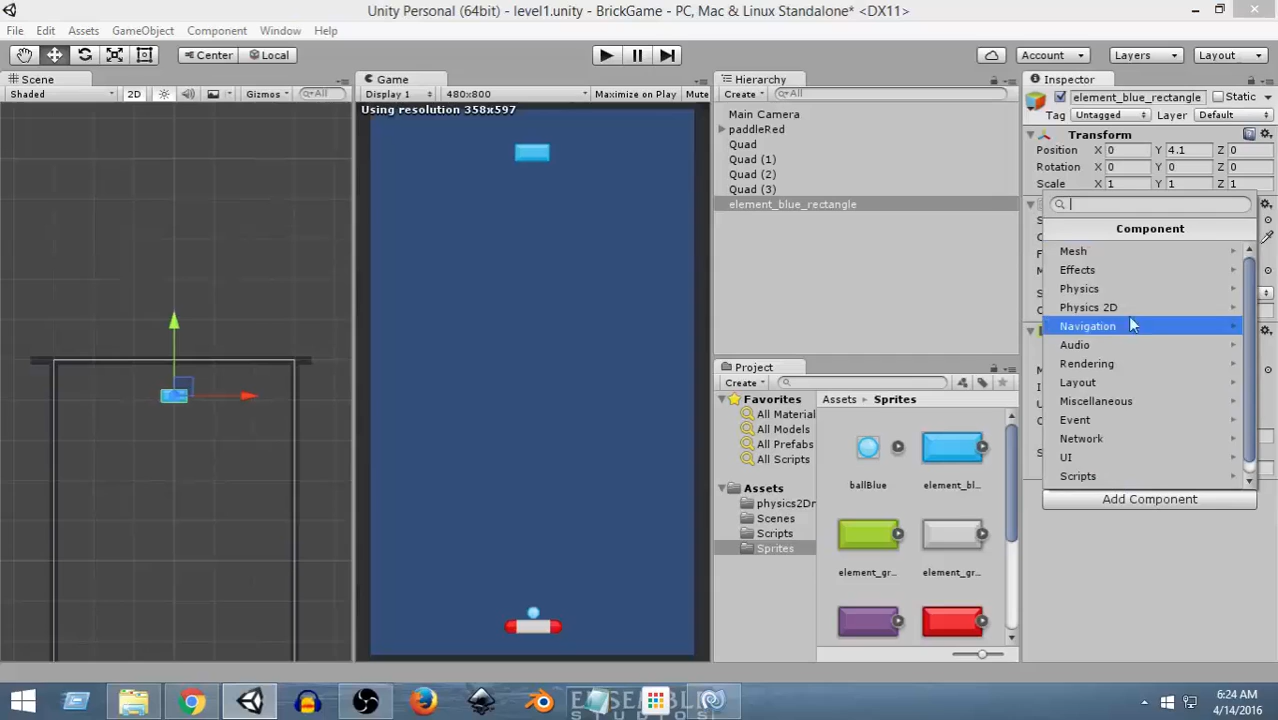 Unity Personal (64bit) - level1.unity - BrickGame - PC, Mac & Linux Standalone* <DX11>
File Edit Assets GameObject Component Window Help
Center Local Account Layers Layout
Scene Game Hierarchy Inspector
Shaded 2D Gizmos All Display 1 480x800 Maximize on Play Mute Create All element_blue_rectangle Static
Using resolution 358x597
Tag Untagged Layer Default
Main Camera
paddleRed
Quad
Quad (1)
Quad (2)
Quad (3)
element_blue_rectangle
Transform
Position X 0 Y 4.1 Z 0
Rotation X 0 Y 0 Z 0
Scale X 1 Y 1 Z 1
Component
Mesh
Effects
Physics
Physics 2D
Navigation
Audio
Rendering
Layout
Miscellaneous
Event
Network
UI
Scripts
Add Component
Project
Create
Favorites
All Material
All Models
All Prefabs
All Scripts
Assets
physics2Dr
Scenes
Scripts
Sprites
Assets Sprites
ballBlue element_bl...
element_gr... element_gr...
ENSEMBLE
STUDIOS
6:24 AM
4/14/2016